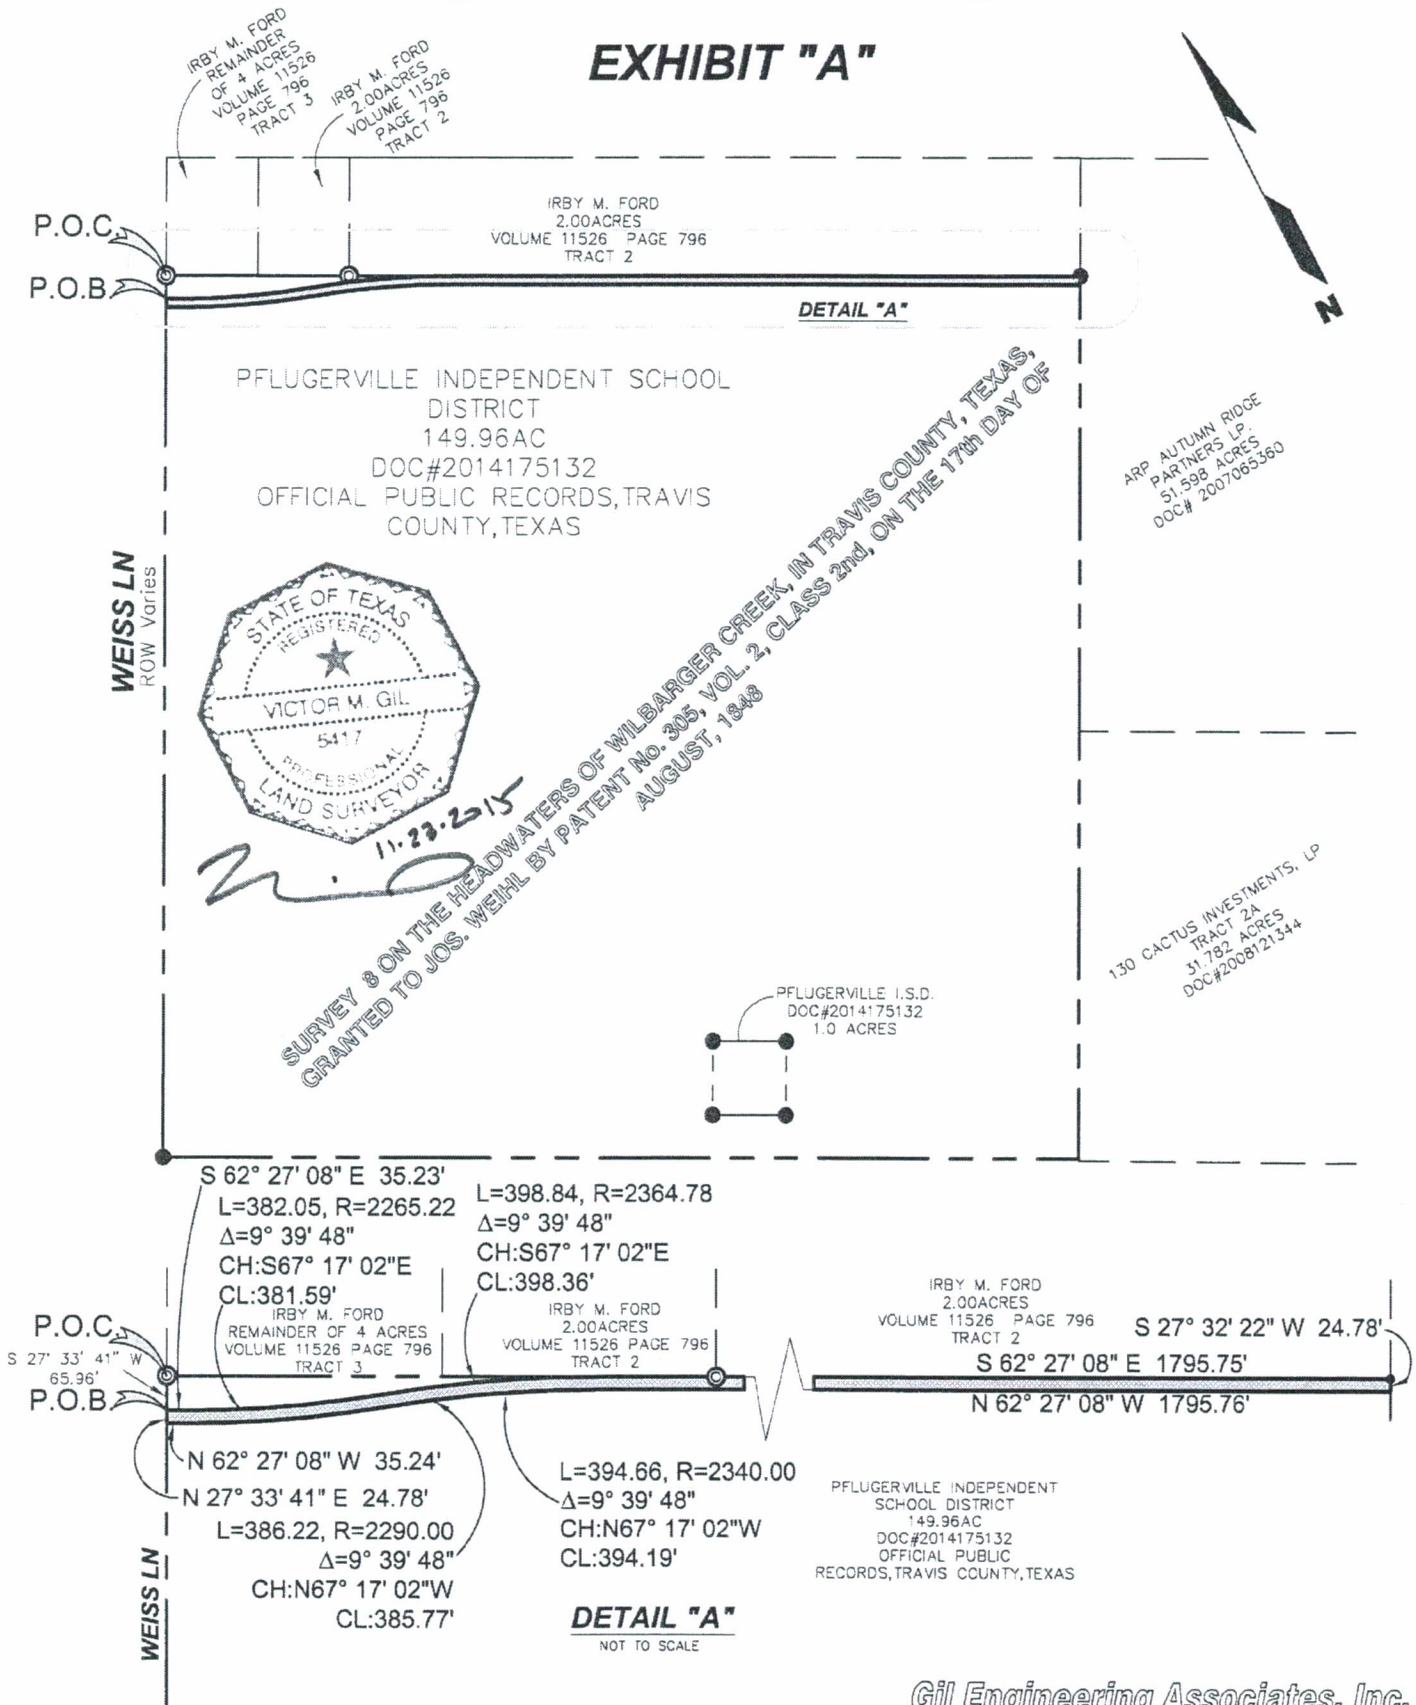 EXHIBIT "A"
IRBY M. FORD
REMAINDER
OF 4 ACRES
VOLUME 11526
PAGE 796
TRACT 3
IRBY M. FORD
2.00ACRES
VOLUME 11526
PAGE 796
TRACT 2
IRBY M. FORD
2.00ACRES
VOLUME 11526 PAGE 796
TRACT 2
P.O.C.
P.O.B.
DETAIL "A"
N
PFLUGERVILLE INDEPENDENT SCHOOL
DISTRICT
149.96AC
DOC#2014175132
OFFICIAL PUBLIC RECORDS,TRAVIS
COUNTY,TEXAS
ARP AUTUMN RIDGE
PARTNERS LP.
51.598 ACRES
DOC# 2007065360
WEISS LN
ROW Varies
STATE OF TEXAS
REGISTERED
VICTOR M. GIL
5417
PROFESSIONAL
LAND SURVEYOR
11.23.2015
SURVEY 8 ON THE HEADWATERS OF WILBARGER CREEK, IN TRAVIS COUNTY, TEXAS,
GRANTED TO JOS. WEIHL BY PATENT No. 305, VOL. 2, CLASS 2nd, ON THE 17th DAY OF
AUGUST, 1848
130 CACTUS INVESTMENTS, LP
TRACT 2A
31.782 ACRES
DOC#2008121344
PFLUGERVILLE I.S.D.
DOC#2014175132
1.0 ACRES
S 62° 27' 08" E 35.23'
L=382.05, R=2265.22
Δ=9° 39' 48"
CH:S67° 17' 02"E
CL:381.59'
L=398.84, R=2364.78
Δ=9° 39' 48"
CH:S67° 17' 02"E
CL:398.36'
IRBY M. FORD
REMAINDER OF 4 ACRES
VOLUME 11526 PAGE 796
TRACT 3
IRBY M. FORD
2.00ACRES
VOLUME 11526 PAGE 796
TRACT 2
IRBY M. FORD
2.00ACRES
VOLUME 11526 PAGE 796
TRACT 2
S 27° 32' 22" W 24.78'
P.O.C.
S 27° 33' 41" W
65.96'
P.O.B.
S 62° 27' 08" E 1795.75'
N 62° 27' 08" W 1795.76'
N 62° 27' 08" W 35.24'
N 27° 33' 41" E 24.78'
L=386.22, R=2290.00
Δ=9° 39' 48"
CH:N67° 17' 02"W
CL:385.77'
L=394.66, R=2340.00
Δ=9° 39' 48"
CH:N67° 17' 02"W
CL:394.19'
PFLUGERVILLE INDEPENDENT
SCHOOL DISTRICT
149.96AC
DOC#2014175132
OFFICIAL PUBLIC
RECORDS,TRAVIS COUNTY,TEXAS
WEISS LN
DETAIL "A"
NOT TO SCALE
Gil Engineering Associates, Inc.